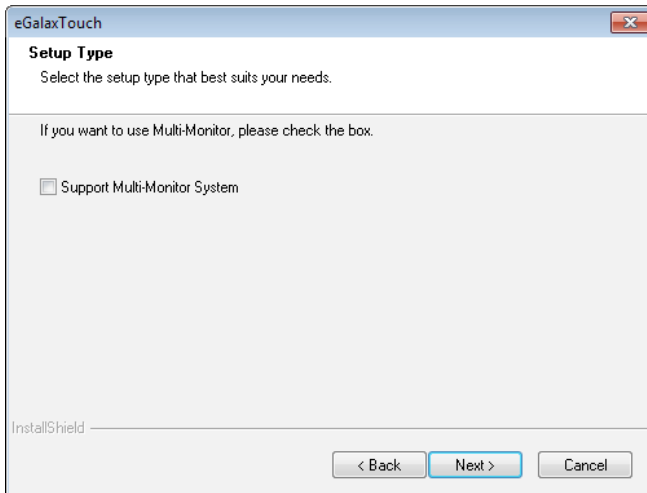 eGalaxTouch
Setup Type
Select the setup type that best suits your needs.
If you want to use Multi-Monitor, please check the box.
Support Multi-Monitor System
InstallShield
< Back Next > Cancel